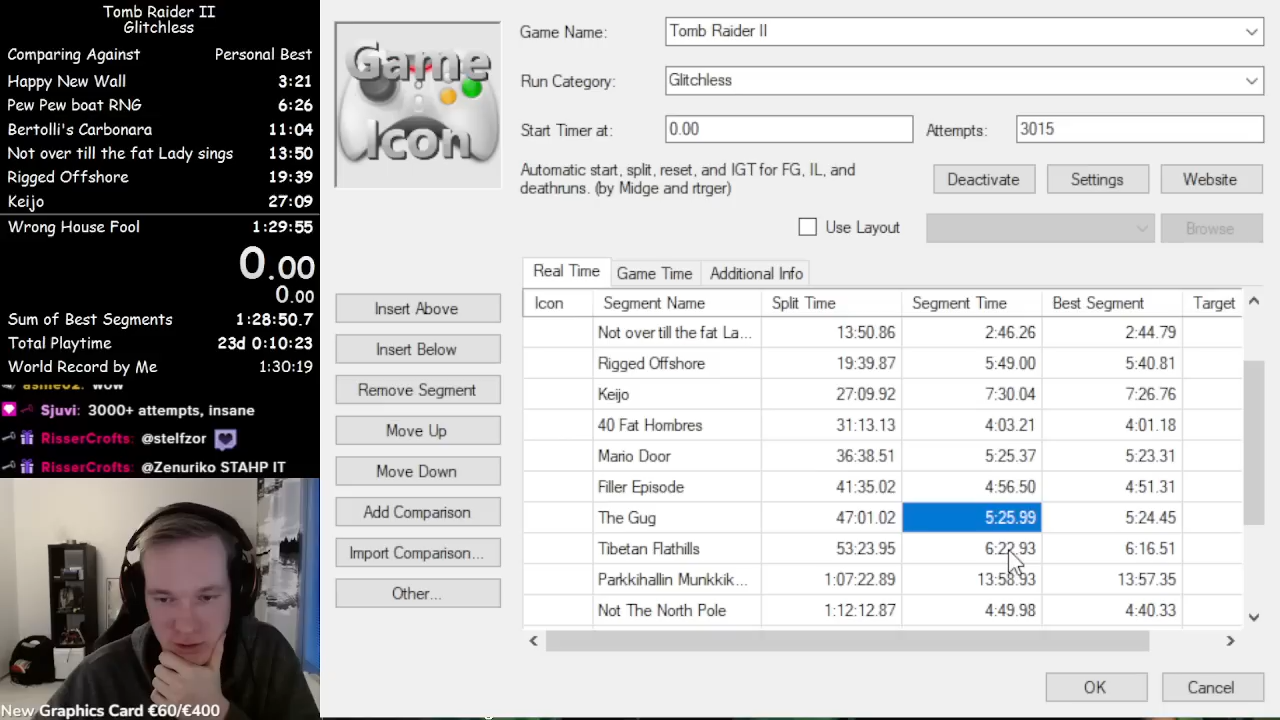 Tomb Raider II
Glitchless
Comparing Against Personal Best
Happy New Wall 3:21
Pew Pew boat RNG 6:26
Bertolli's Carbonara 11:04
Not over till the fat Lady sings 13:50
Rigged Offshore 19:39
Keijo 27:09
Wrong House Fool 1:29:55
0.00
0.00
Sum of Best Segments 1:28:50.7
Total Playtime 23d 0:10:23
World Record by Me 1:30:19
Sjuvi: 3000+ attempts, insane
RisserCrofts: @stelfzor
RisserCrofts: @Zenuriko STAHP IT
New Graphics Card €60/€400
Game Icon
Game Name: Tomb Raider II
Run Category: Glitchless
Start Timer at: 0.00 Attempts: 3015
Automatic start, split, reset, and IGT for FG, IL, and
deathruns. (by Midge and rtrger)
Deactivate Settings Website
Use Layout Browse
Real Time Game Time Additional Info
Insert Above
Insert Below
Remove Segment
Move Up
Move Down
Add Comparison
Import Comparison...
Other...
Icon Segment Name Split Time Segment Time Best Segment Target
Not over till the fat La... 13:50.86 2:46.26 2:44.79
Rigged Offshore 19:39.87 5:49.00 5:40.81
Keijo 27:09.92 7:30.04 7:26.76
40 Fat Hombres 31:13.13 4:03.21 4:01.18
Mario Door 36:38.51 5:25.37 5:23.31
Filler Episode 41:35.02 4:56.50 4:51.31
The Gug 47:01.02 5:25.99 5:24.45
Tibetan Flathills 53:23.95 6:22.93 6:16.51
Parkkihallin Munkkik... 1:07:22.89 13:58.93 13:57.35
Not The North Pole 1:12:12.87 4:49.98 4:40.33
OK Cancel